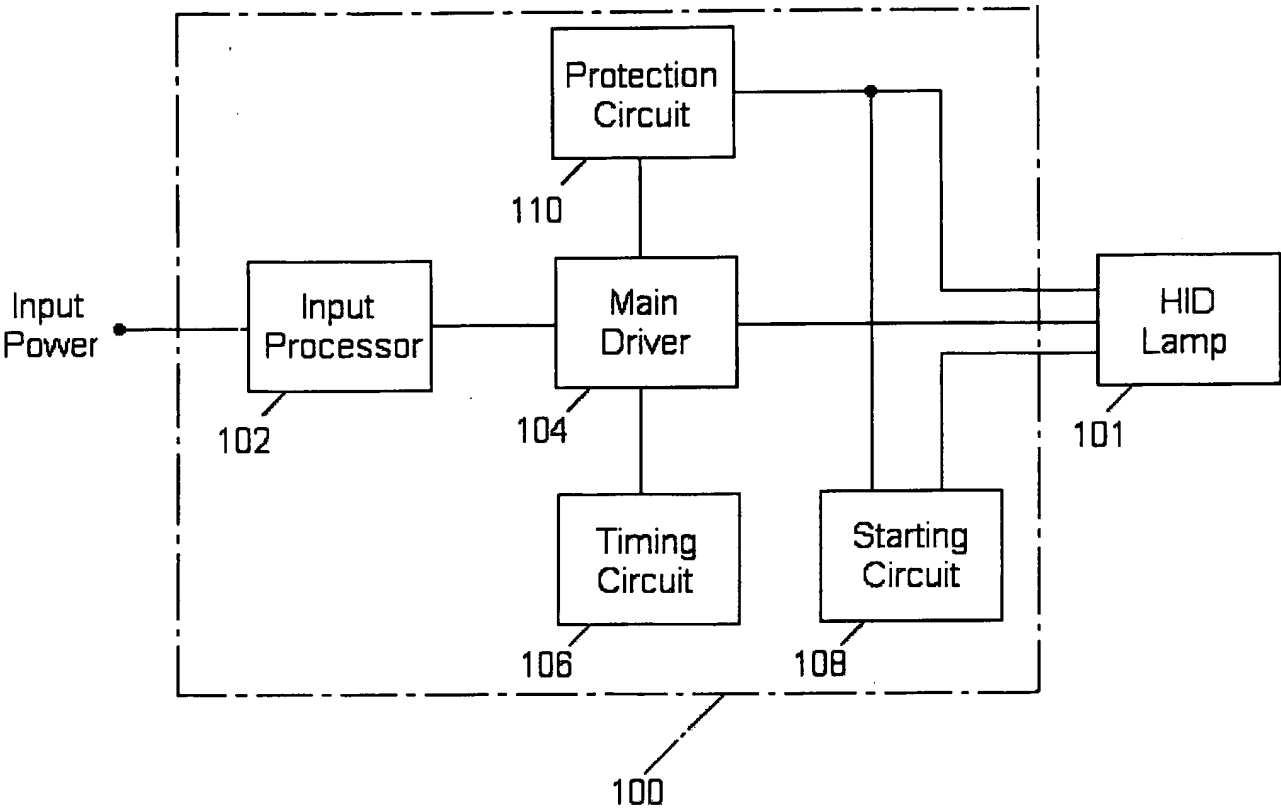 Protection
Circuit
110
Input
Power
Input
Processor
102
Main
Driver
104
HID
Lamp
101
Timing
Circuit
106
Starting
Circuit
108
100